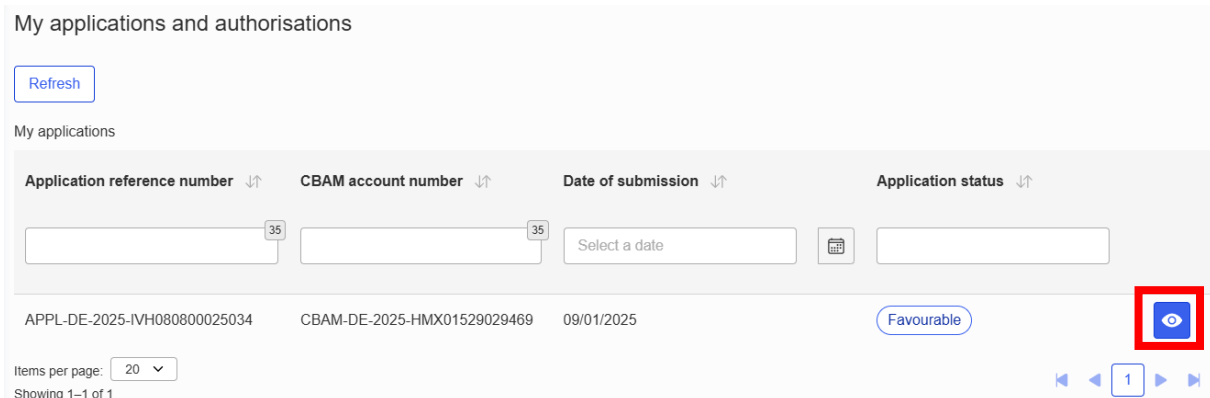 My applications and authorisations
Refresh
My applications
Application reference number CBAM account number Date of submission Application status
35 35
Select a date
APPL-DE-2025-IVH080800025034 CBAM-DE-2025-HMX01529029469 09/01/2025 Favourable
Items per page: 20
1
Showing 1–1 of 1